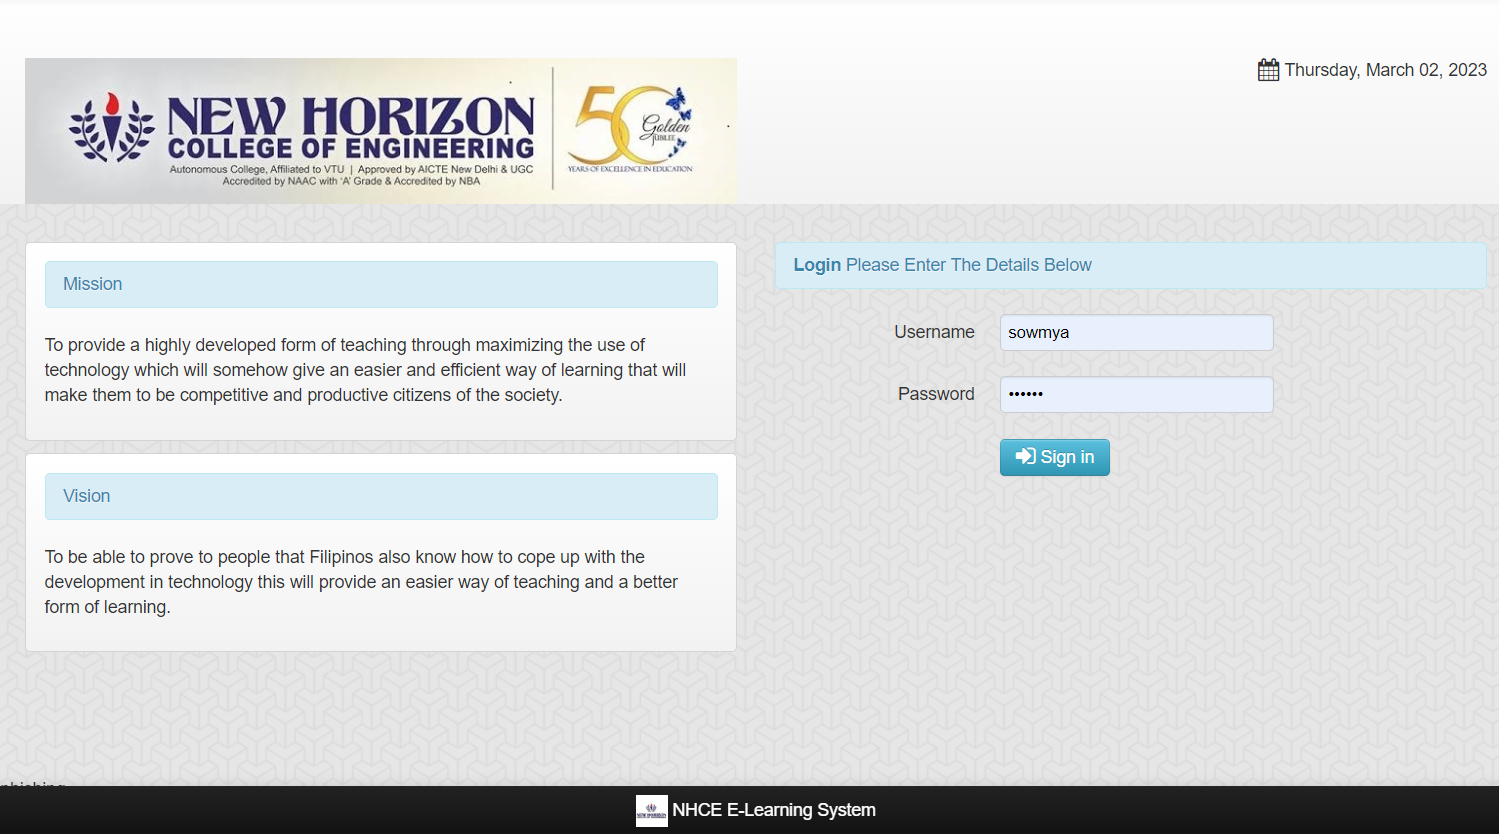 Thursday, March 02, 2023
NEW HORIZON
COLLEGE OF ENGINEERING
Autonomous College, Affiliated to VTU | Approved by AICTE New Delhi & UGC
Accredited by NAAC with 'A' Grade & Accredited by NBA
50
Golden
JUBILEE
YEARS OF EXCELLENCE IN EDUCATION
Mission
To provide a highly developed form of teaching through maximizing the use of
technology which will somehow give an easier and efficient way of learning that will
make them to be competitive and productive citizens of the society.
Vision
To be able to prove to people that Filipinos also know how to cope up with the
development in technology this will provide an easier way of teaching and a better
form of learning.
Login Please Enter The Details Below
Username
sowmya
Password
••••••
Sign in
NHCE E-Learning System